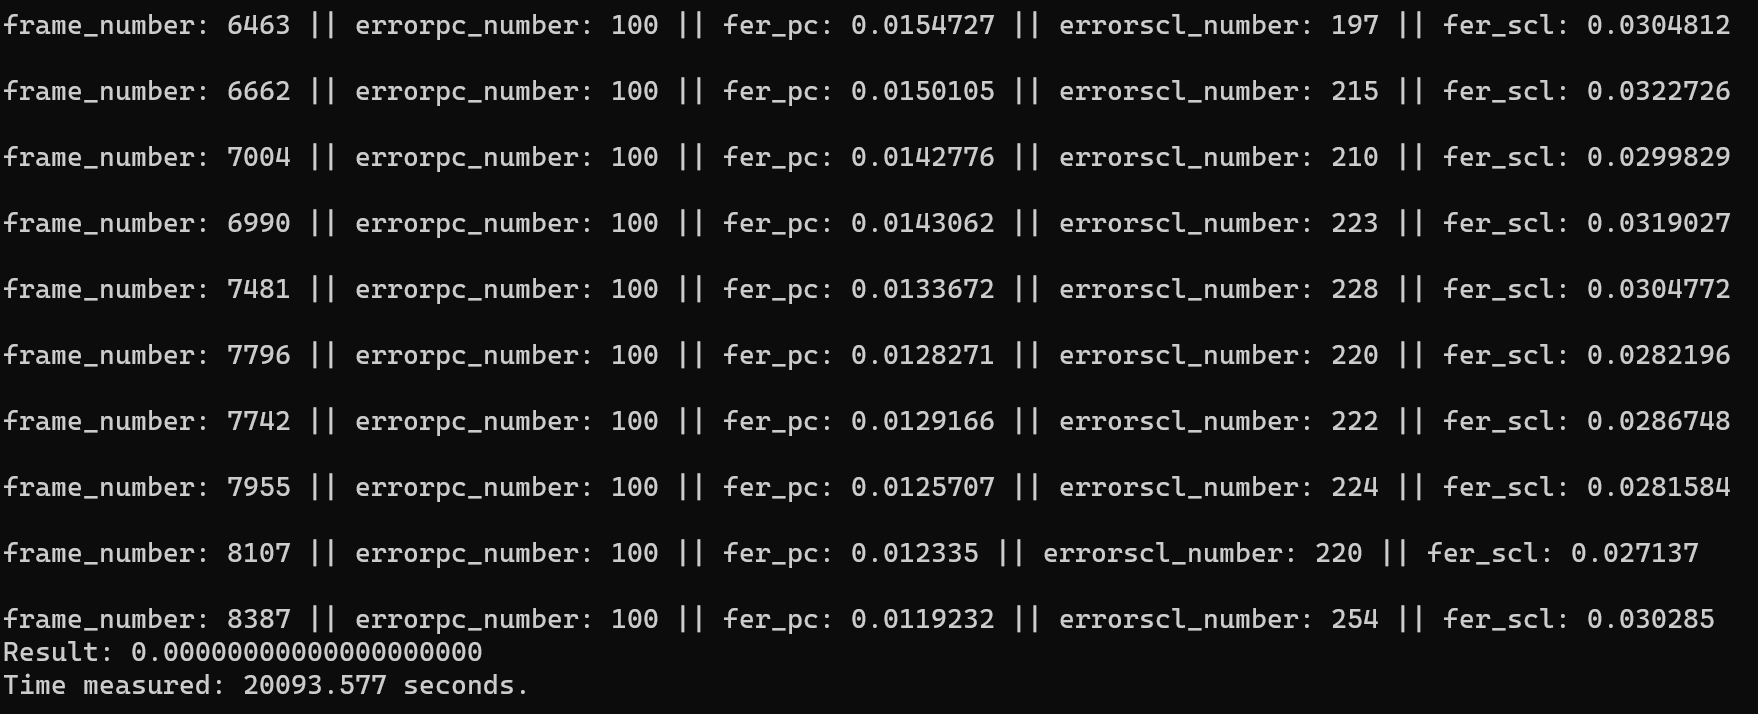 frame_number: 6463 || errorpc_number: 100 || fer_pc: 0.0154727 || errorscl_number: 197 || fer_scl: 0.0304812
frame_number: 6662 || errorpc_number: 100 || fer_pc: 0.0150105 || errorscl_number: 215 || fer_scl: 0.0322726
frame_number: 7004 || errorpc_number: 100 || fer_pc: 0.0142776 || errorscl_number: 210 || fer_scl: 0.0299829
frame_number: 6990 || errorpc_number: 100 || fer_pc: 0.0143062 || errorscl_number: 223 || fer_scl: 0.0319027
frame_number: 7481 || errorpc_number: 100 || fer_pc: 0.0133672 || errorscl_number: 228 || fer_scl: 0.0304772
frame_number: 7796 || errorpc_number: 100 || fer_pc: 0.0128271 || errorscl_number: 220 || fer_scl: 0.0282196
frame_number: 7742 || errorpc_number: 100 || fer_pc: 0.0129166 || errorscl_number: 222 || fer_scl: 0.0286748
frame_number: 7955 || errorpc_number: 100 || fer_pc: 0.0125707 || errorscl_number: 224 || fer_scl: 0.0281584
frame_number: 8107 || errorpc_number: 100 || fer_pc: 0.012335 || errorscl_number: 220 || fer_scl: 0.027137
frame_number: 8387 || errorpc_number: 100 || fer_pc: 0.0119232 || errorscl_number: 254 || fer_scl: 0.030285
Result: 0.00000000000000000000
Time measured: 20093.577 seconds.